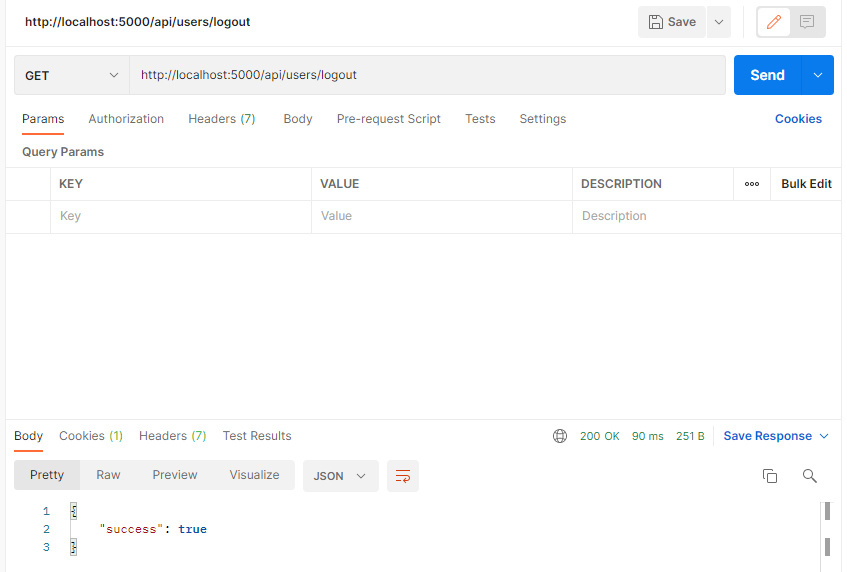 http://localhost:5000/api/users/logout Save
GET http://localhost:5000/api/users/logout Send
Params Authorization Headers (7) Body Pre-request Script Tests Settings Cookies
Query Params
KEY VALUE DESCRIPTION Bulk Edit
Key Value Description
Body Cookies (1) Headers (7) Test Results 200 OK 90 ms 251 B Save Response
Pretty Raw Preview Visualize JSON
1 {
2 "success": true
3 }